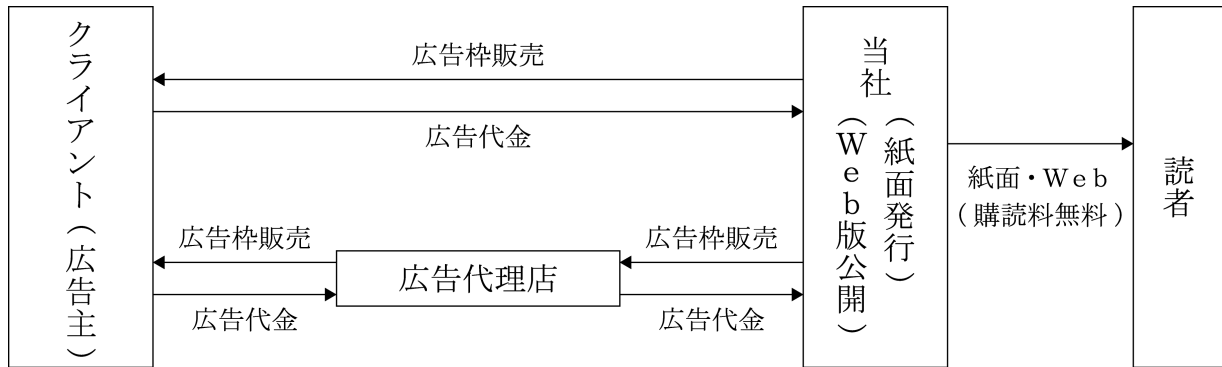 クライアント（広告主）
広告枠販売
広告代金
広告枠販売
広告代金
広告代理店
広告枠販売
広告代金
当社
（紙面発行）
（Web版公開）
紙面・Web
（購読料無料）
読者